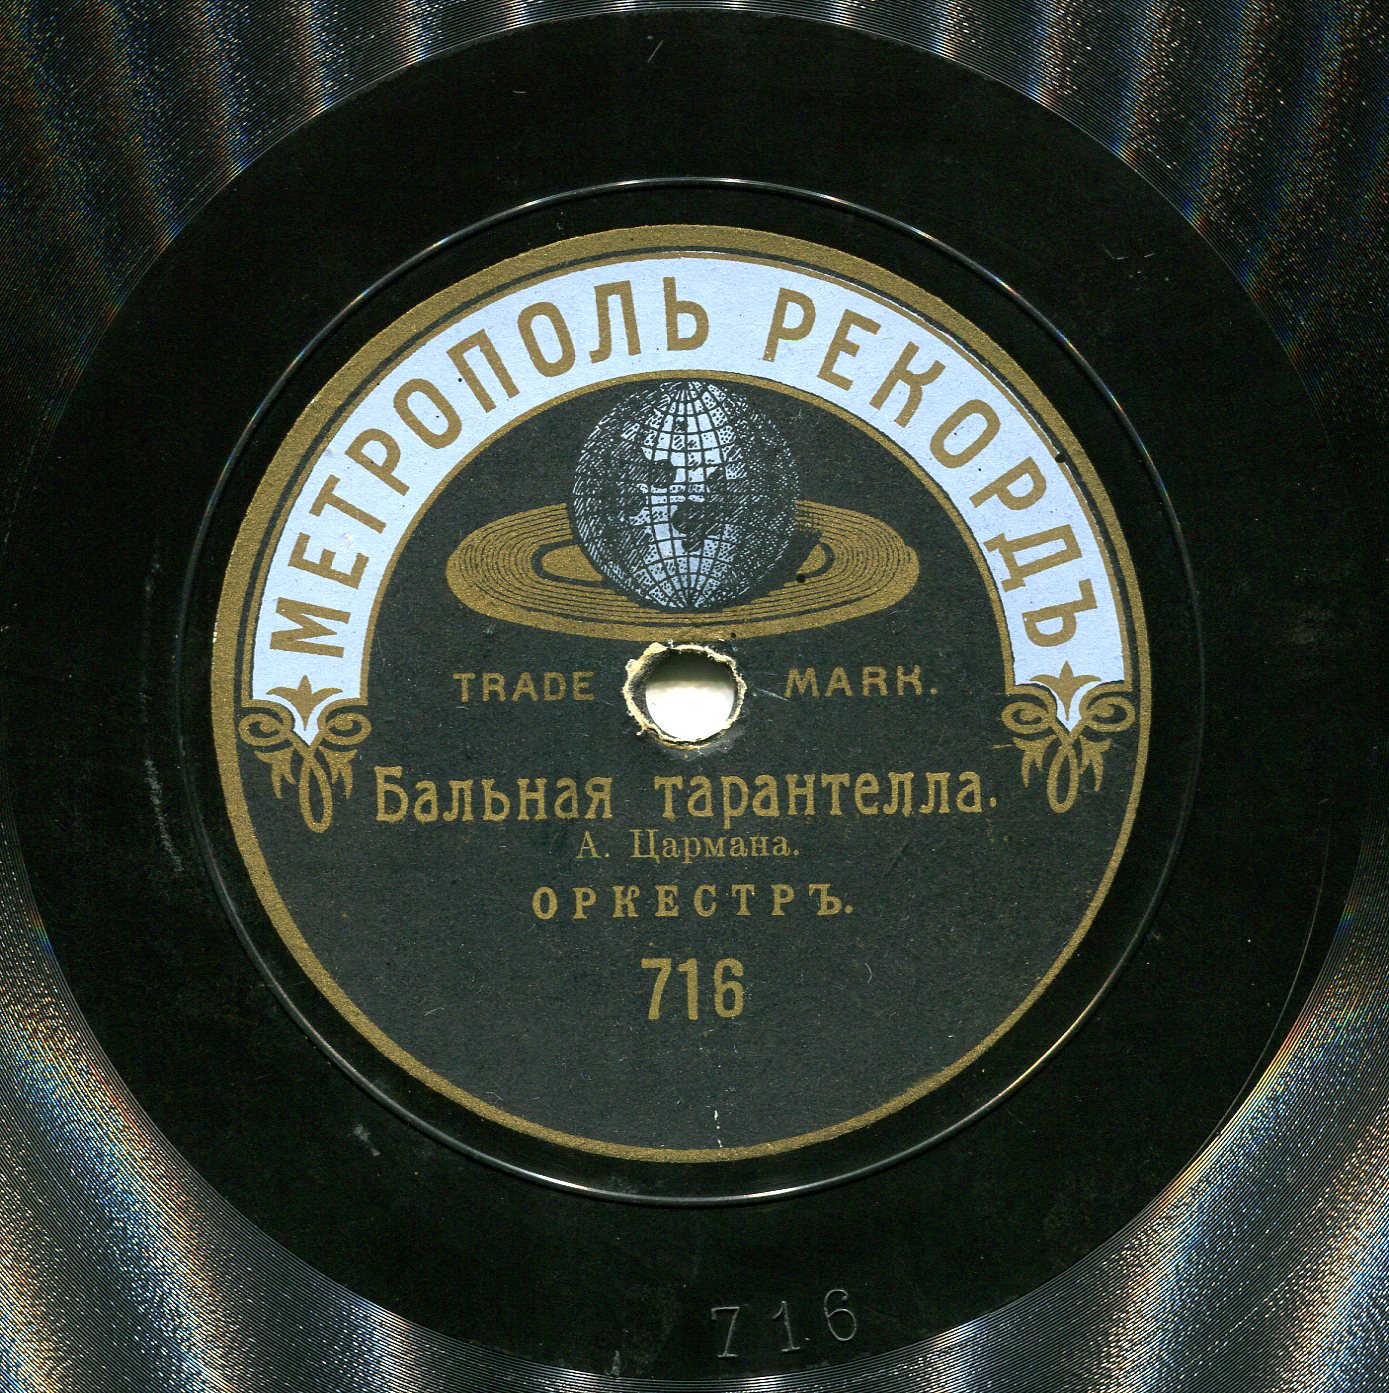 МЕТРОПОЛЬ РЕКОРДЪ
TRADE MARK.
Бальная тарантелла.
А. Цармана.
ОРКЕСТРЪ.
716
716